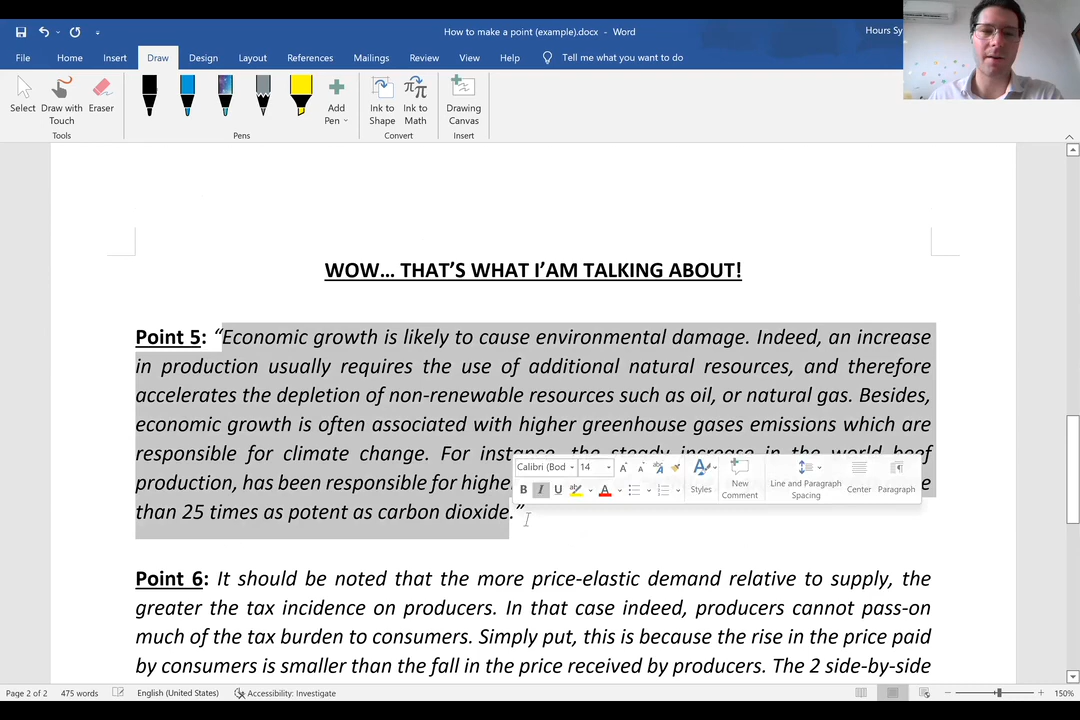 How to make a point (example).docx - Word
Hours Sy
File Home Insert Draw Design Layout References Mailings Review View Help Tell me what you want to do
Select Draw with Touch Eraser Add Pen Ink to Shape Ink to Math Drawing Canvas
Tools Pens Convert Insert
WOW… THAT’S WHAT I’AM TALKING ABOUT!
Point 5: “Economic growth is likely to cause environmental damage. Indeed, an increase
in production usually requires the use of additional natural resources, and therefore
accelerates the depletion of non-renewable resources such as oil, or natural gas. Besides,
economic growth is often associated with higher greenhouse gases emissions which are
responsible for climate change. For instance, the steady increase in the world beef
production, has been responsible for highe
than 25 times as potent as carbon dioxide.”
Calibri (Bod 14
B I U A Styles New Comment Line and Paragraph Spacing Center Paragraph
Point 6: It should be noted that the more price-elastic demand relative to supply, the
greater the tax incidence on producers. In that case indeed, producers cannot pass-on
much of the tax burden to consumers. Simply put, this is because the rise in the price paid
by consumers is smaller than the fall in the price received by producers. The 2 side-by-side
Page 2 of 2 475 words English (United States) Accessibility: Investigate 150%